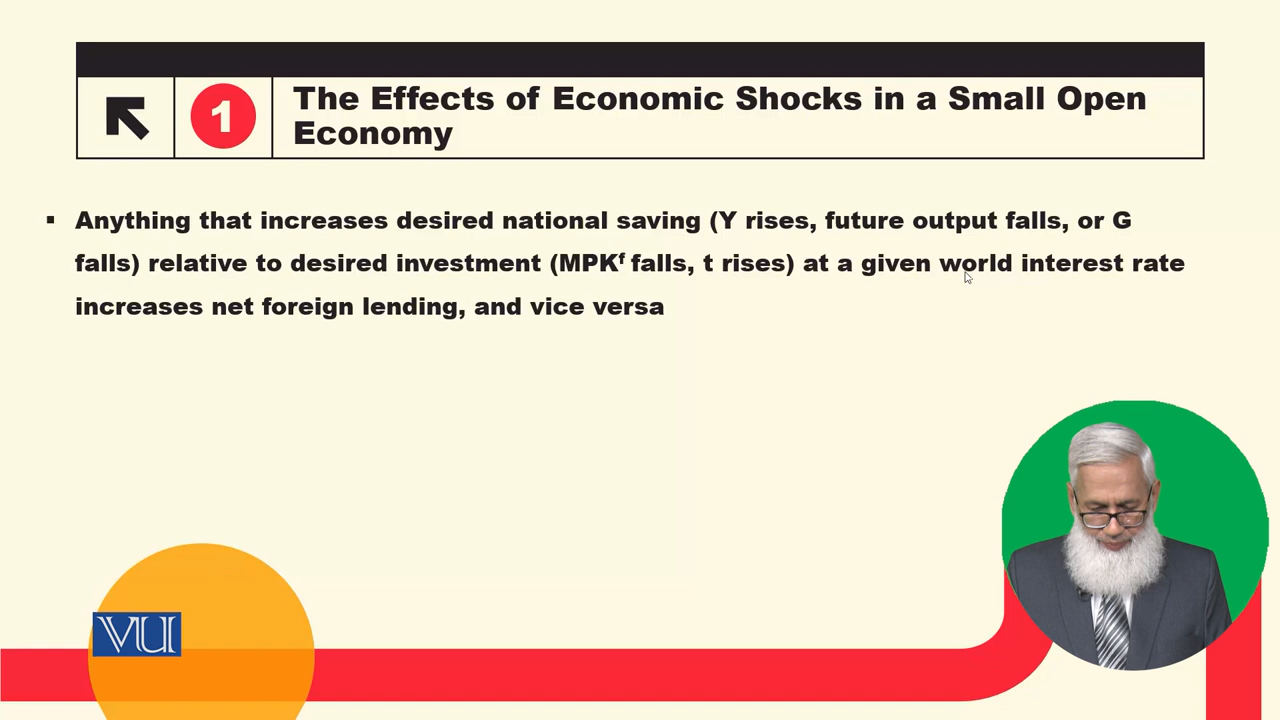 1
The Effects of Economic Shocks in a Small Open
Economy
▪ Anything that increases desired national saving (Y rises, future output falls, or G
falls) relative to desired investment (MPKᶠ falls, t rises) at a given world interest rate
increases net foreign lending, and vice versa
VU